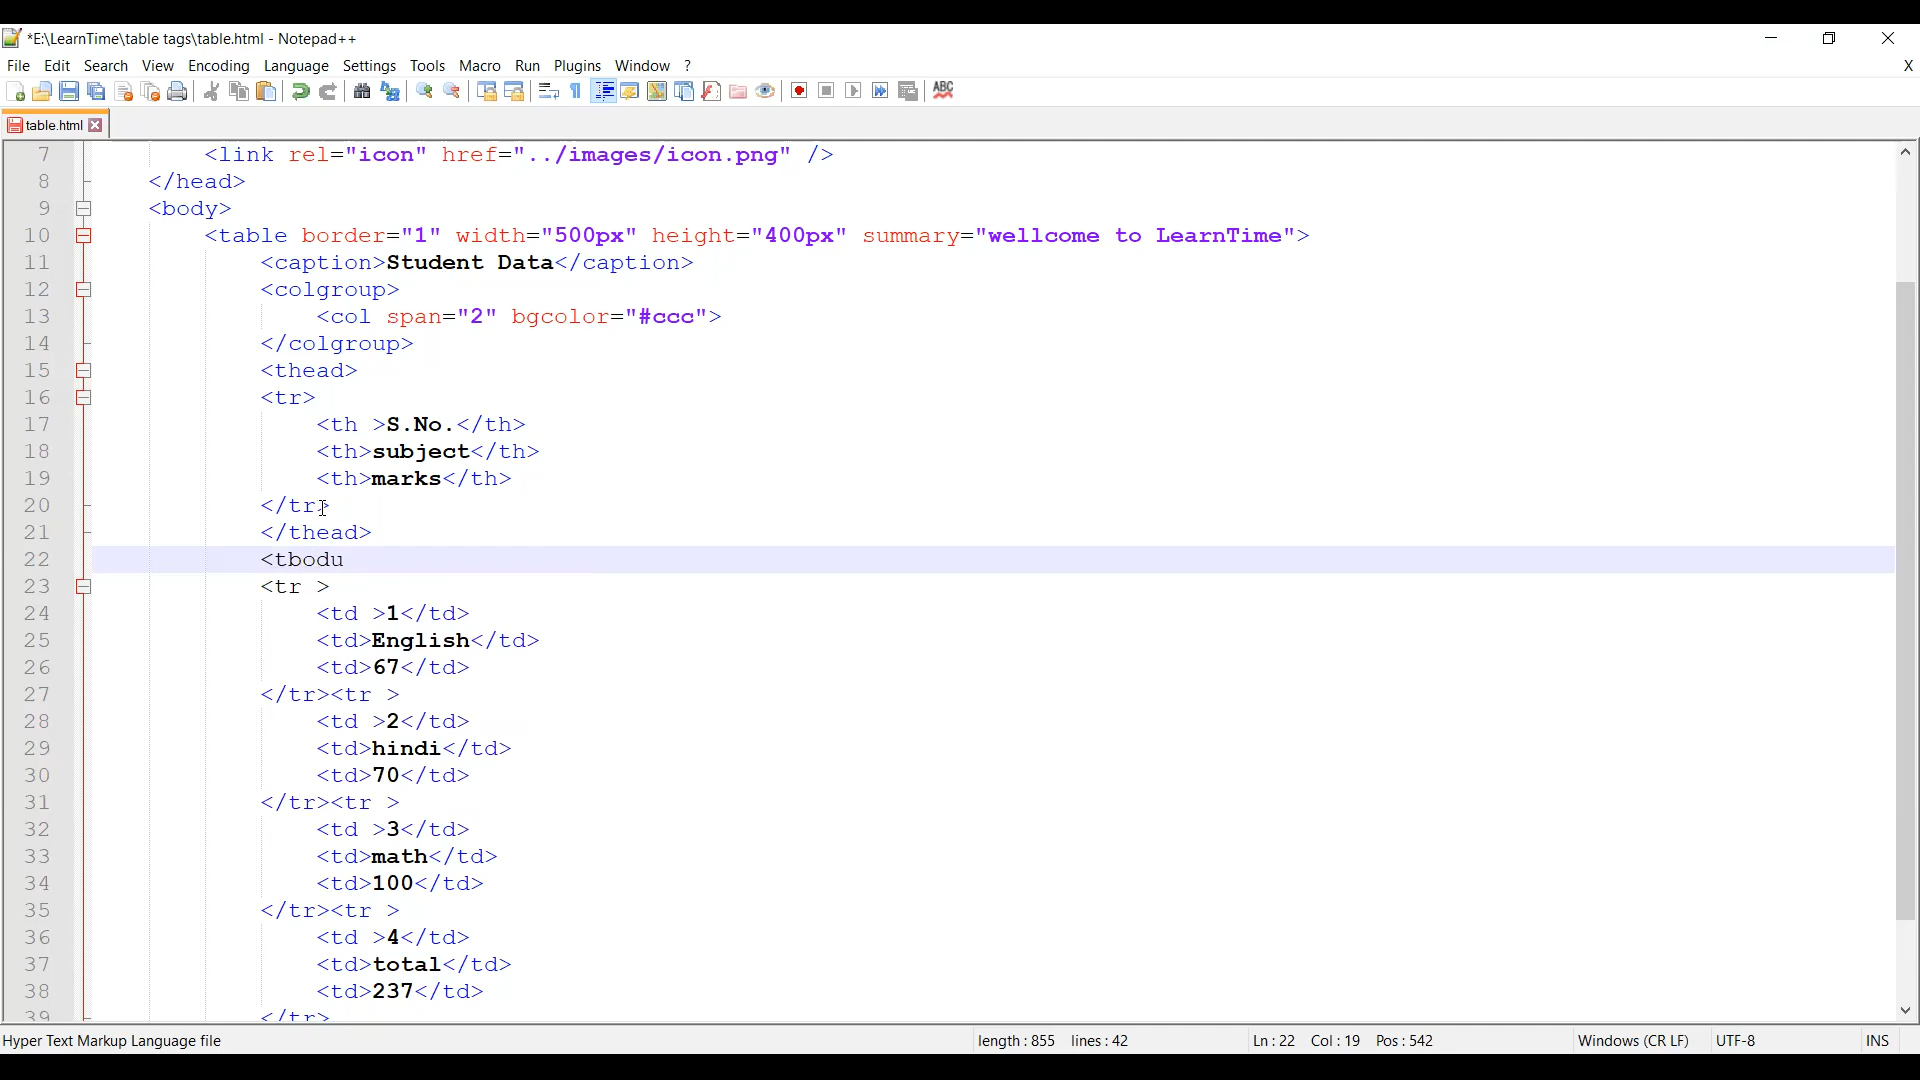 *E:\LearnTime\table tags\table.html - Notepad++
File Edit Search View Encoding Language Settings Tools Macro Run Plugins Window ? X
ABC
table.html
7 <link rel="icon" href="../images/icon.png" />
8 </head>
9 <body>
10 <table border="1" width="500px" height="400px" summary="wellcome to LearnTime">
11 <caption>Student Data</caption>
12 <colgroup>
13 <col span="2" bgcolor="#ccc">
14 </colgroup>
15 <thead>
16 <tr>
17 <th >S.No.</th>
18 <th>subject</th>
19 <th>marks</th>
20 </tr>
21 </thead>
22 <tbodu
23 <tr >
24 <td >1</td>
25 <td>English</td>
26 <td>67</td>
27 </tr><tr >
28 <td >2</td>
29 <td>hindi</td>
30 <td>70</td>
31 </tr><tr >
32 <td >3</td>
33 <td>math</td>
34 <td>100</td>
35 </tr><tr >
36 <td >4</td>
37 <td>total</td>
38 <td>237</td>
39 </tr>
Hyper Text Markup Language file length : 855 lines : 42 Ln : 22 Col : 19 Pos : 542 Windows (CR LF) UTF-8 INS